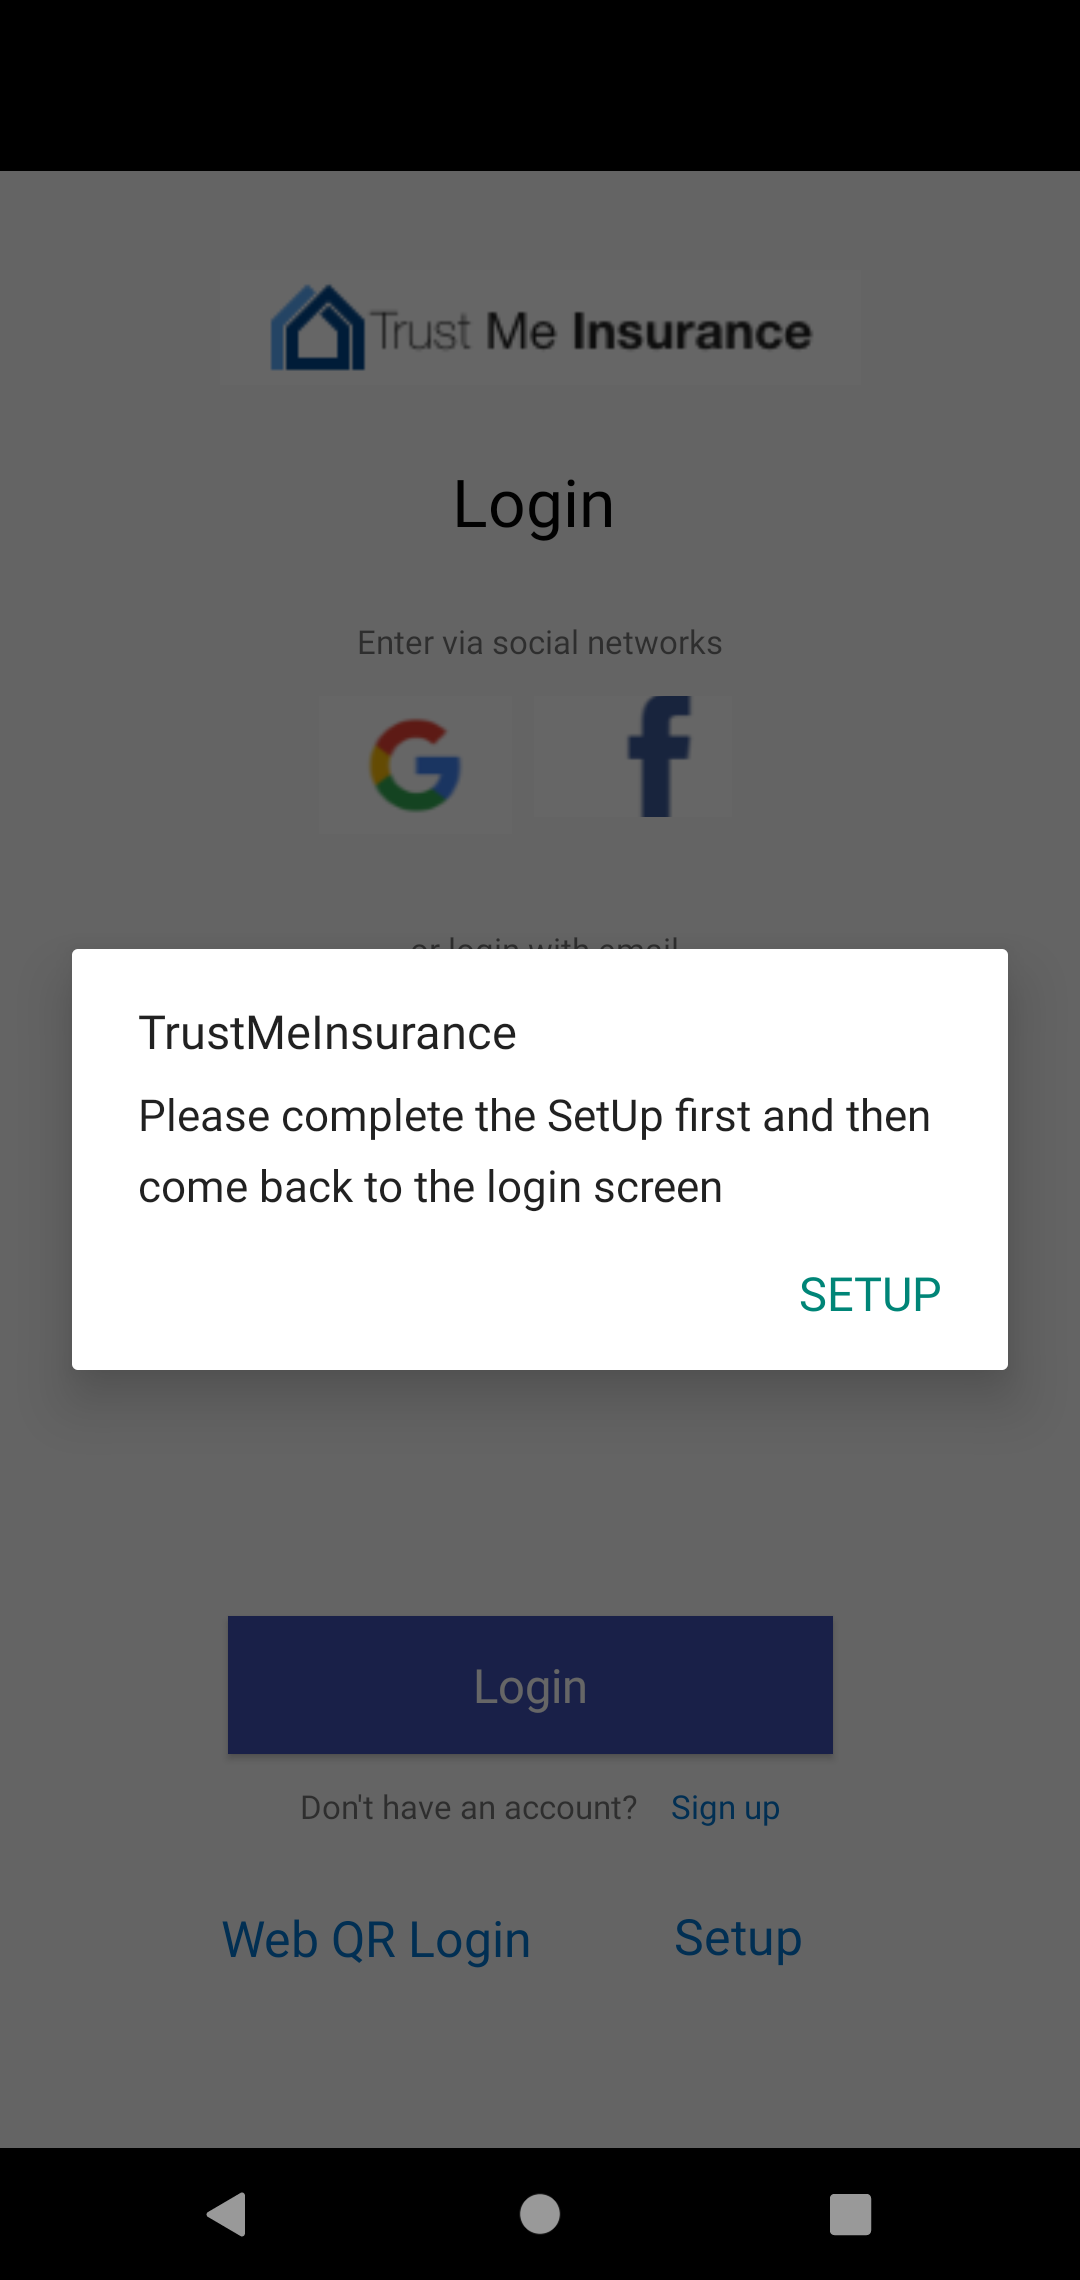 Trust Me Insurance
Login
Enter via social networks
or login with email
TrustMeInsurance
Please complete the SetUp first and then
come back to the login screen
SETUP
Login
Don't have an account? Sign up
Web QR Login Setup